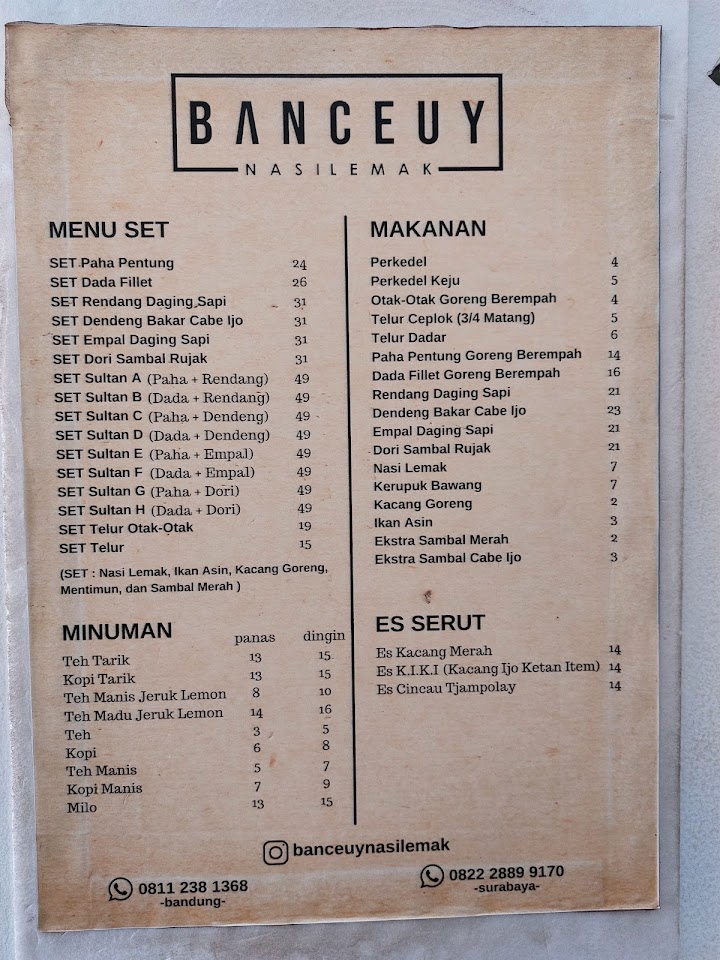 BANCEUY
NASILEMAK
MENU SET
SET Paha Pentung 24
SET Dada Fillet 26
SET Rendang Daging Sapi 31
SET Dendeng Bakar Cabe Ijo 31
SET Empal Daging Sapi 31
SET Dori Sambal Rujak 31
SET Sultan A (Paha + Rendang) 49
SET Sultan B (Dada + Rendang) 49
SET Sultan C (Paha + Dendeng) 49
SET Sultan D (Dada + Dendeng) 49
SET Sultan E (Paha + Empal) 49
SET Sultan F (Dada + Empal) 49
SET Sultan G (Paha + Dori) 49
SET Sultan H (Dada + Dori) 49
SET Telur Otak-Otak 19
SET Telur 15
(SET : Nasi Lemak, Ikan Asin, Kacang Goreng,
Mentimun, dan Sambal Merah )
MINUMAN panas dingin
Teh Tarik 13 15
Kopi Tarik 13 15
Teh Manis Jeruk Lemon 8 10
Teh Madu Jeruk Lemon 14 16
Teh 3 5
Kopi 6 8
Teh Manis 5 7
Kopi Manis 7 9
Milo 13 15
MAKANAN
Perkedel 4
Perkedel Keju 5
Otak-Otak Goreng Berempah 4
Telur Ceplok (3/4 Matang) 5
Telur Dadar 6
Paha Pentung Goreng Berempah 14
Dada Fillet Goreng Berempah 16
Rendang Daging Sapi 21
Dendeng Bakar Cabe Ijo 23
Empal Daging Sapi 21
Dori Sambal Rujak 21
Nasi Lemak 7
Kerupuk Bawang 7
Kacang Goreng 2
Ikan Asin 3
Ekstra Sambal Merah 2
Ekstra Sambal Cabe Ijo 3
ES SERUT
Es Kacang Merah 14
Es K.I.K.I (Kacang Ijo Ketan Item) 14
Es Cincau Tjampolay 14
banceuynasilemak
0811 238 1368
-bandung-
0822 2889 9170
-surabaya-